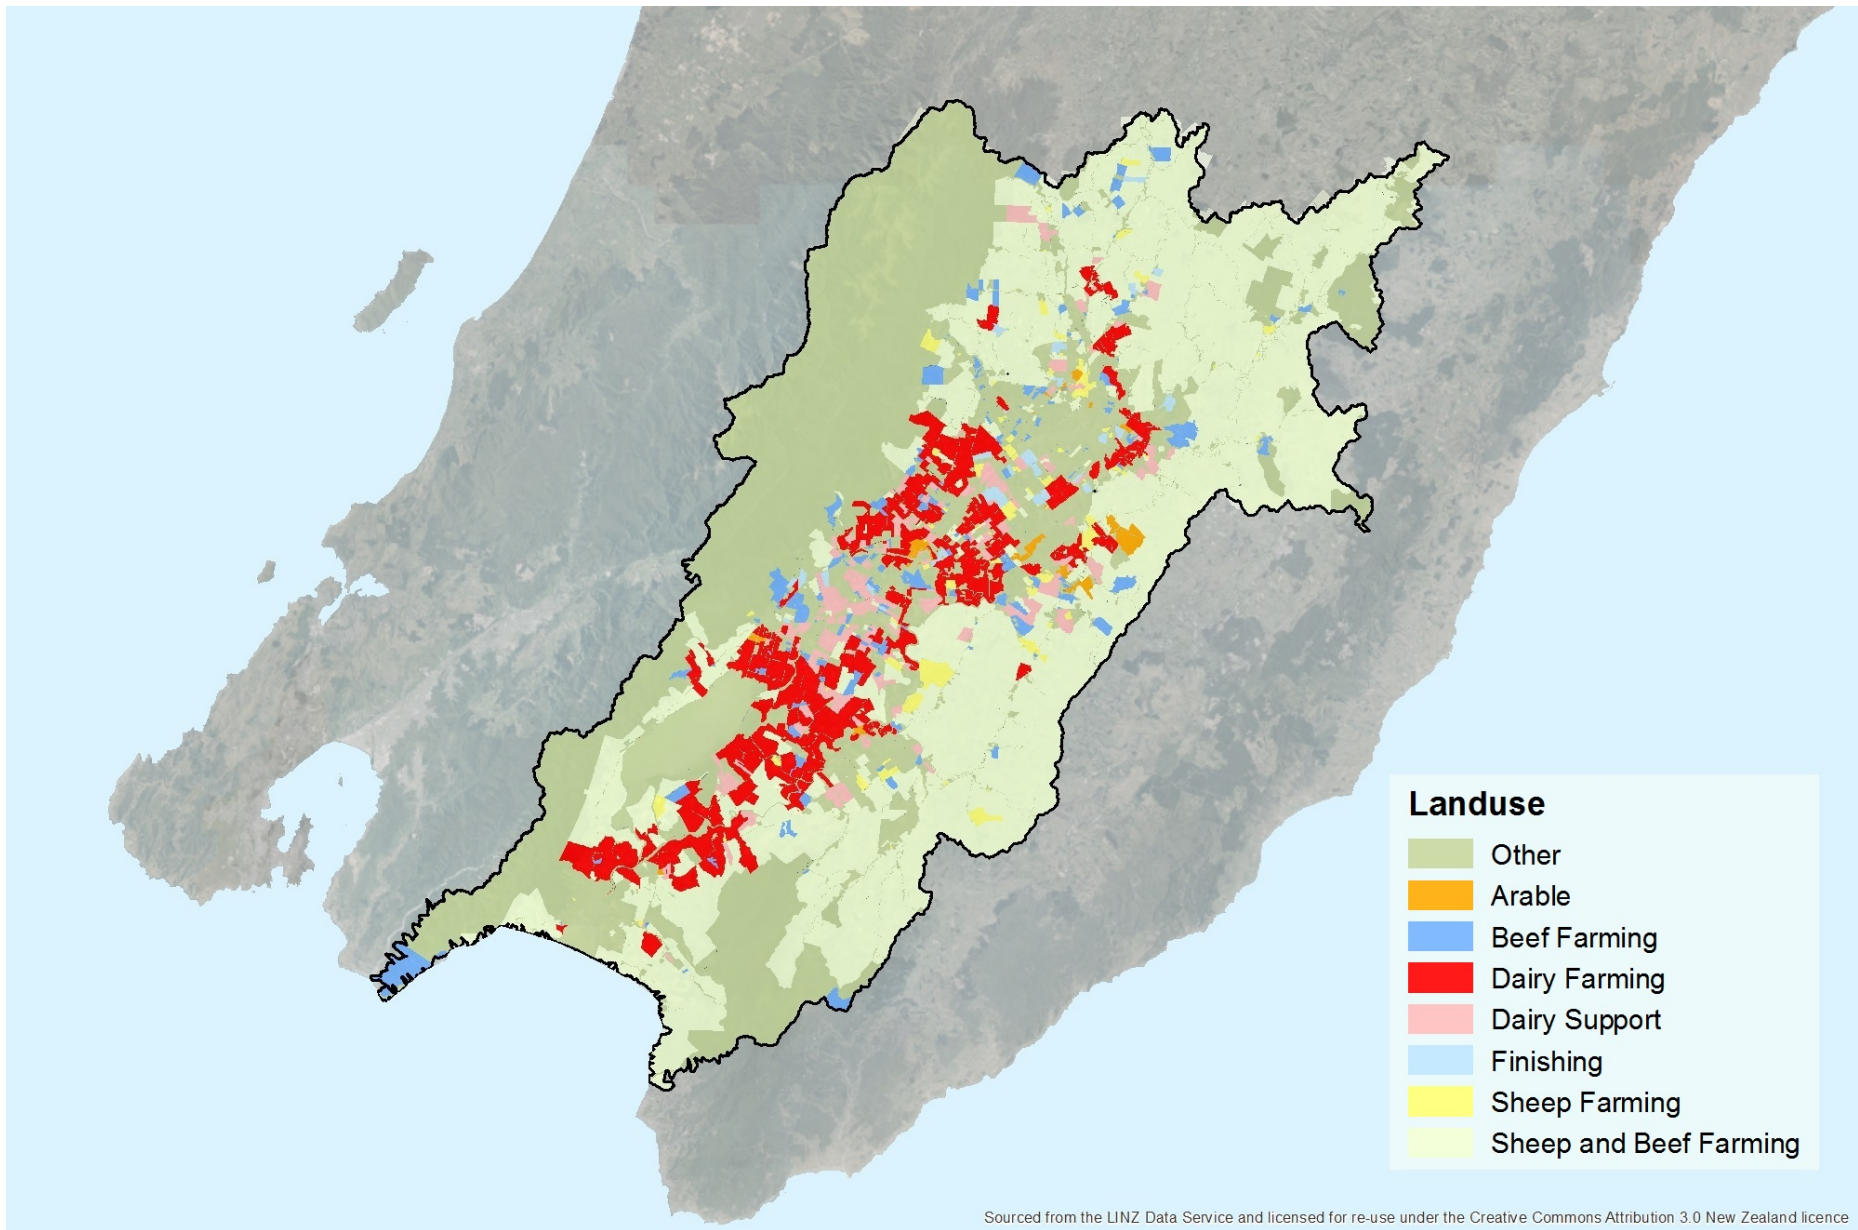 Landuse
Other
Arable
Beef Farming
Dairy Farming
Dairy Support
Finishing
Sheep Farming
Sheep and Beef Farming
Sourced from the LINZ Data Service and licensed for re-use under the Creative Commons Attribution 3.0 New Zealand licence